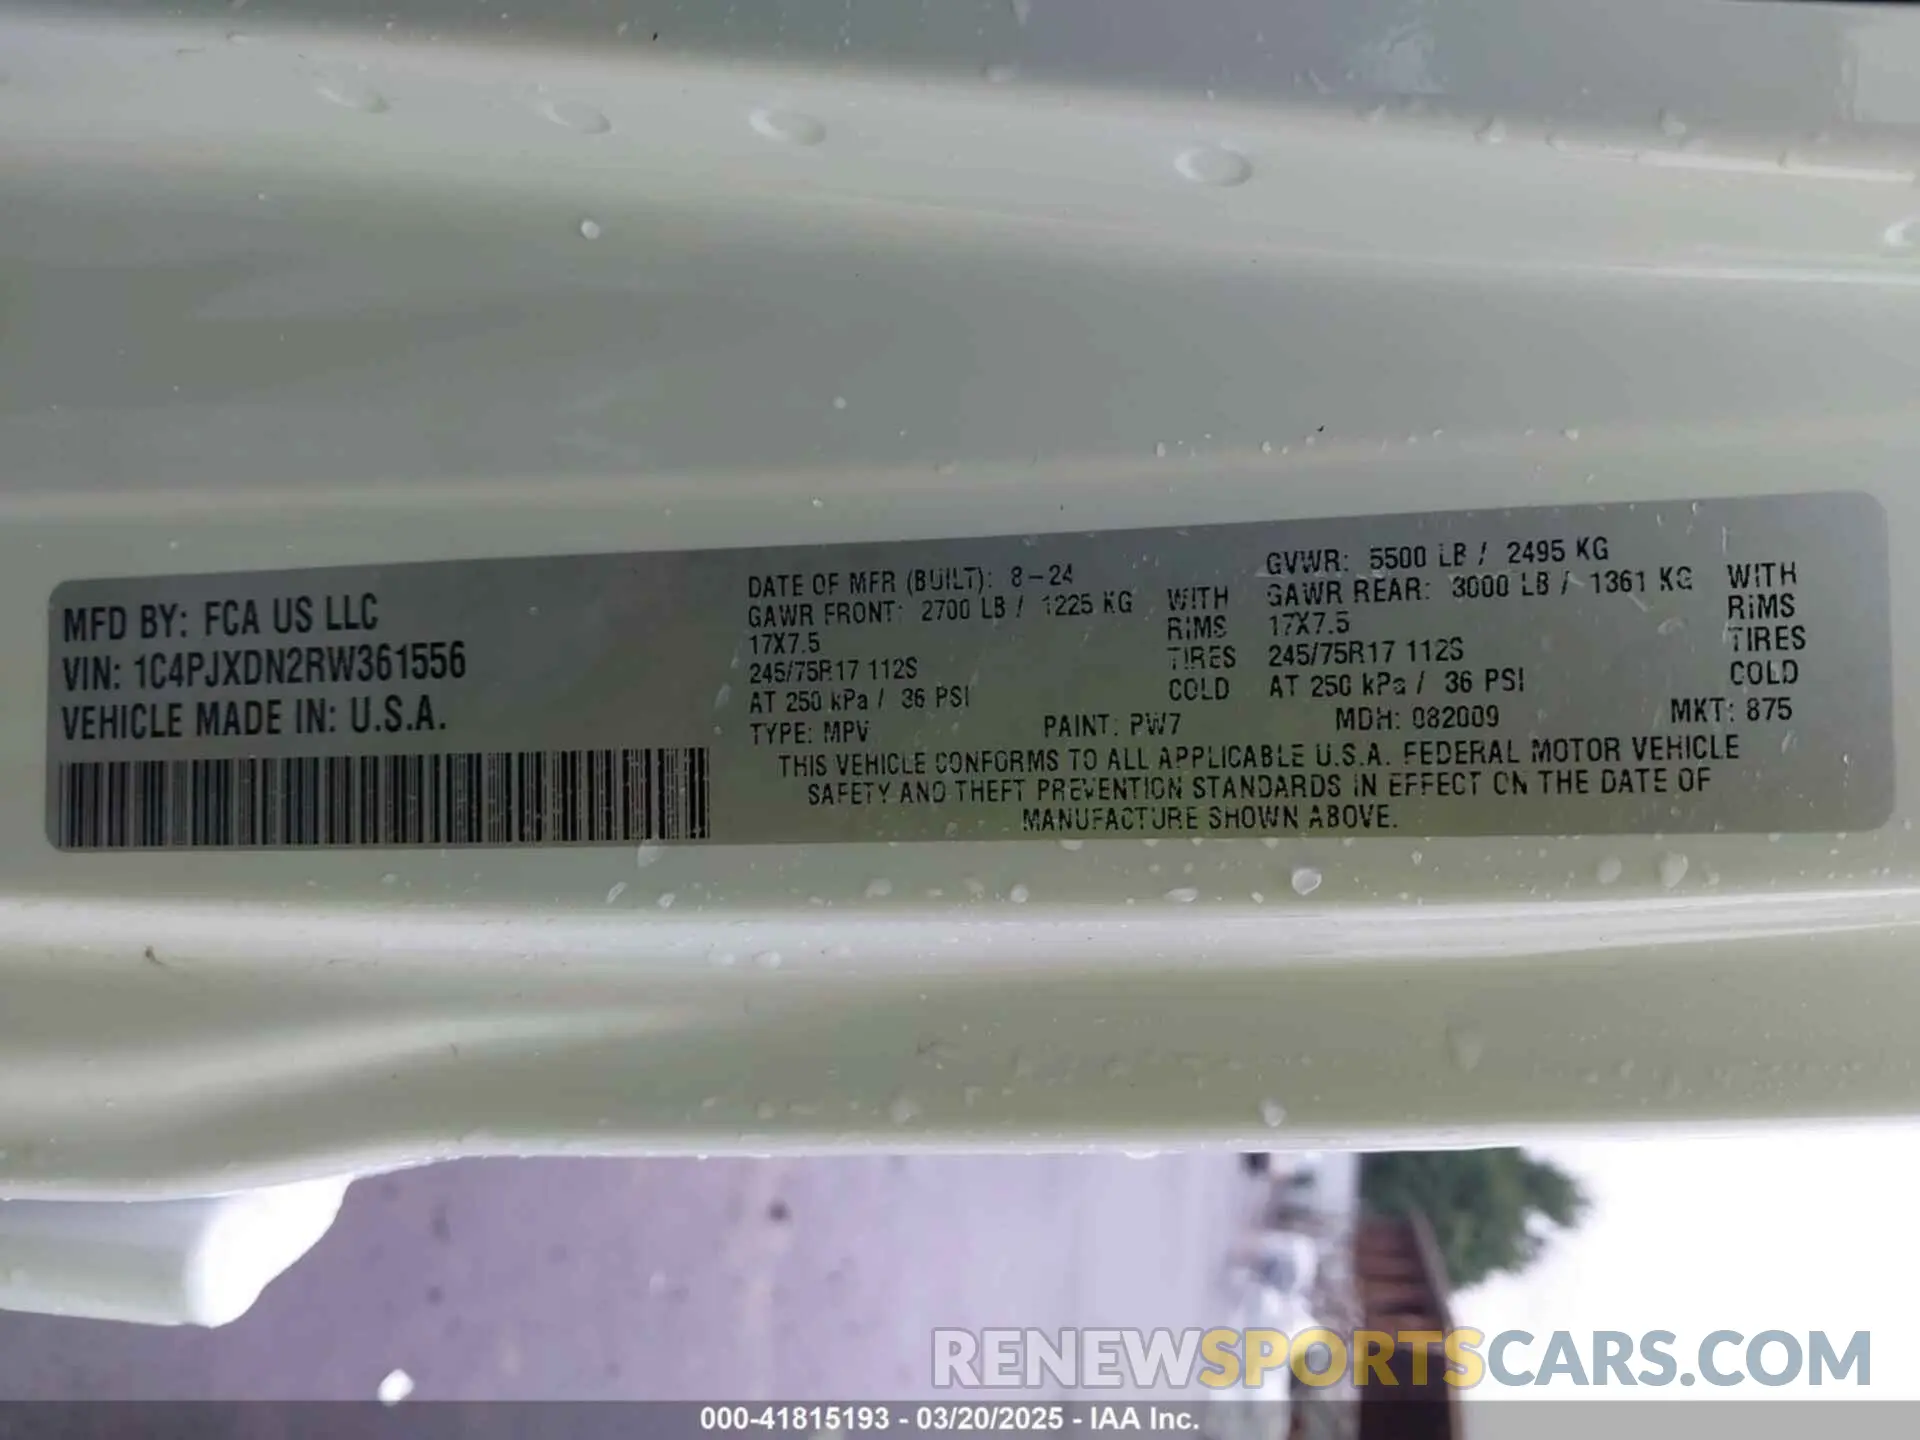 MFD BY: FCA US LLC
VIN: 1C4PJXDN2RW361556
VEHICLE MADE IN: U.S.A.
DATE OF MFR (BUILT): 8-24
GAWR FRONT: 2700 LB / 1225 KG WITH
17X7.5 RIMS
245/75R17 112S TIRES
AT 250 kPa / 36 PSI COLD
GVWR: 5500 LB / 2495 KG
GAWR REAR: 3000 LB / 1361 KG WITH
17X7.5 RIMS
245/75R17 112S TIRES
AT 250 kPa / 36 PSI COLD
TYPE: MPV PAINT: PW7 MDH: 082009 MKT: 875
THIS VEHICLE CONFORMS TO ALL APPLICABLE U.S.A. FEDERAL MOTOR VEHICLE
SAFETY AND THEFT PREVENTION STANDARDS IN EFFECT ON THE DATE OF
MANUFACTURE SHOWN ABOVE.
RENEWSPORTSCARS.COM
000-41815193 - 03/20/2025 - IAA Inc.